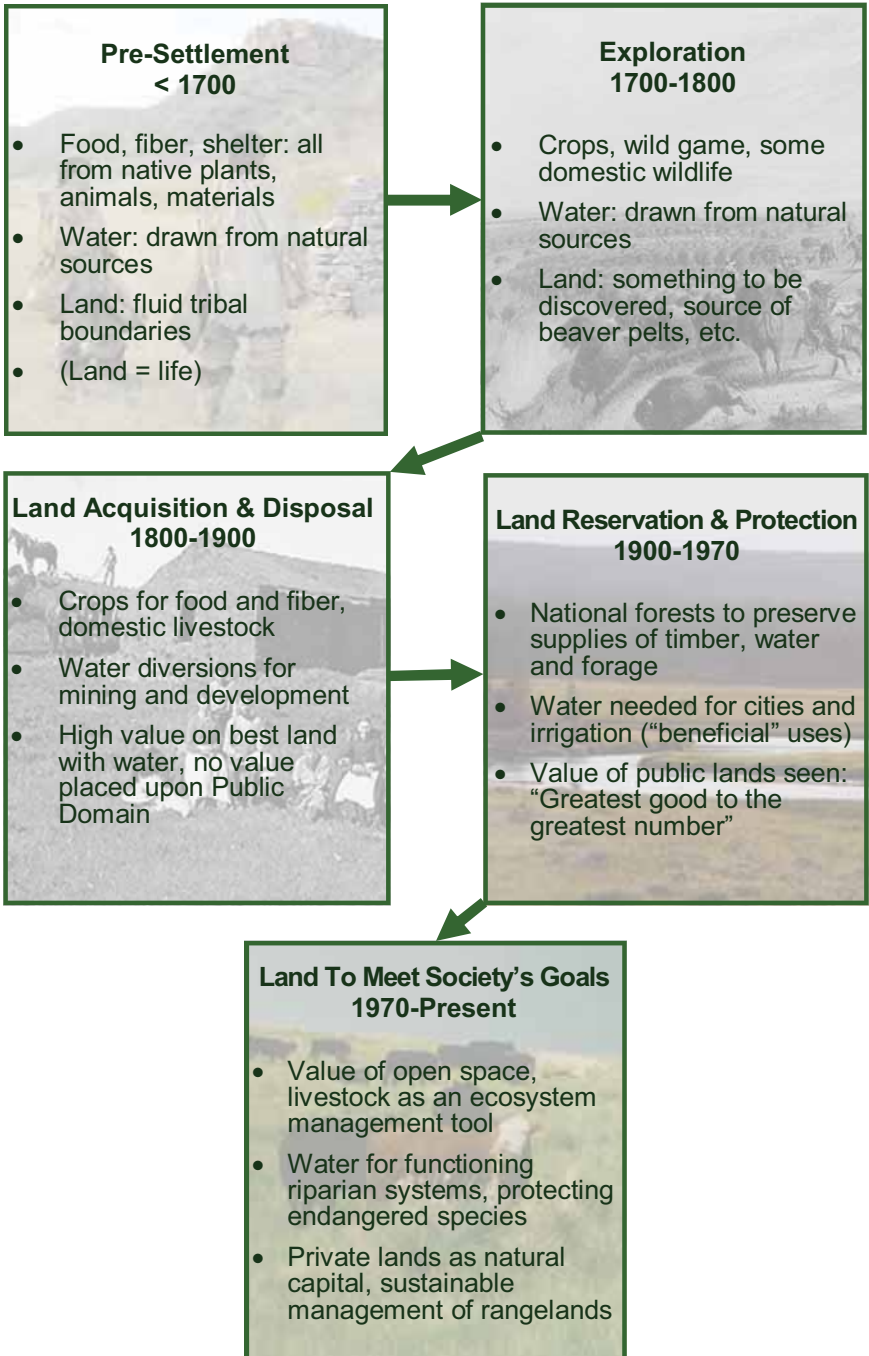 Pre-Settlement
< 1700
• Food, fiber, shelter: all
from native plants,
animals, materials
• Water: drawn from natural
sources
• Land: fluid tribal
boundaries
• (Land = life)
Exploration
1700-1800
• Crops, wild game, some
domestic wildlife
• Water: drawn from natural
sources
• Land: something to be
discovered, source of
beaver pelts, etc.
Land Acquisition & Disposal
1800-1900
• Crops for food and fiber,
domestic livestock
• Water diversions for
mining and development
• High value on best land
with water, no value
placed upon Public
Domain
Land Reservation & Protection
1900-1970
• National forests to preserve
supplies of timber, water
and forage
• Water needed for cities and
irrigation (“beneficial” uses)
• Value of public lands seen:
“Greatest good to the
greatest number”
Land To Meet Society’s Goals
1970-Present
• Value of open space,
livestock as an ecosystem
management tool
• Water for functioning
riparian systems, protecting
endangered species
• Private lands as natural
capital, sustainable
management of rangelands